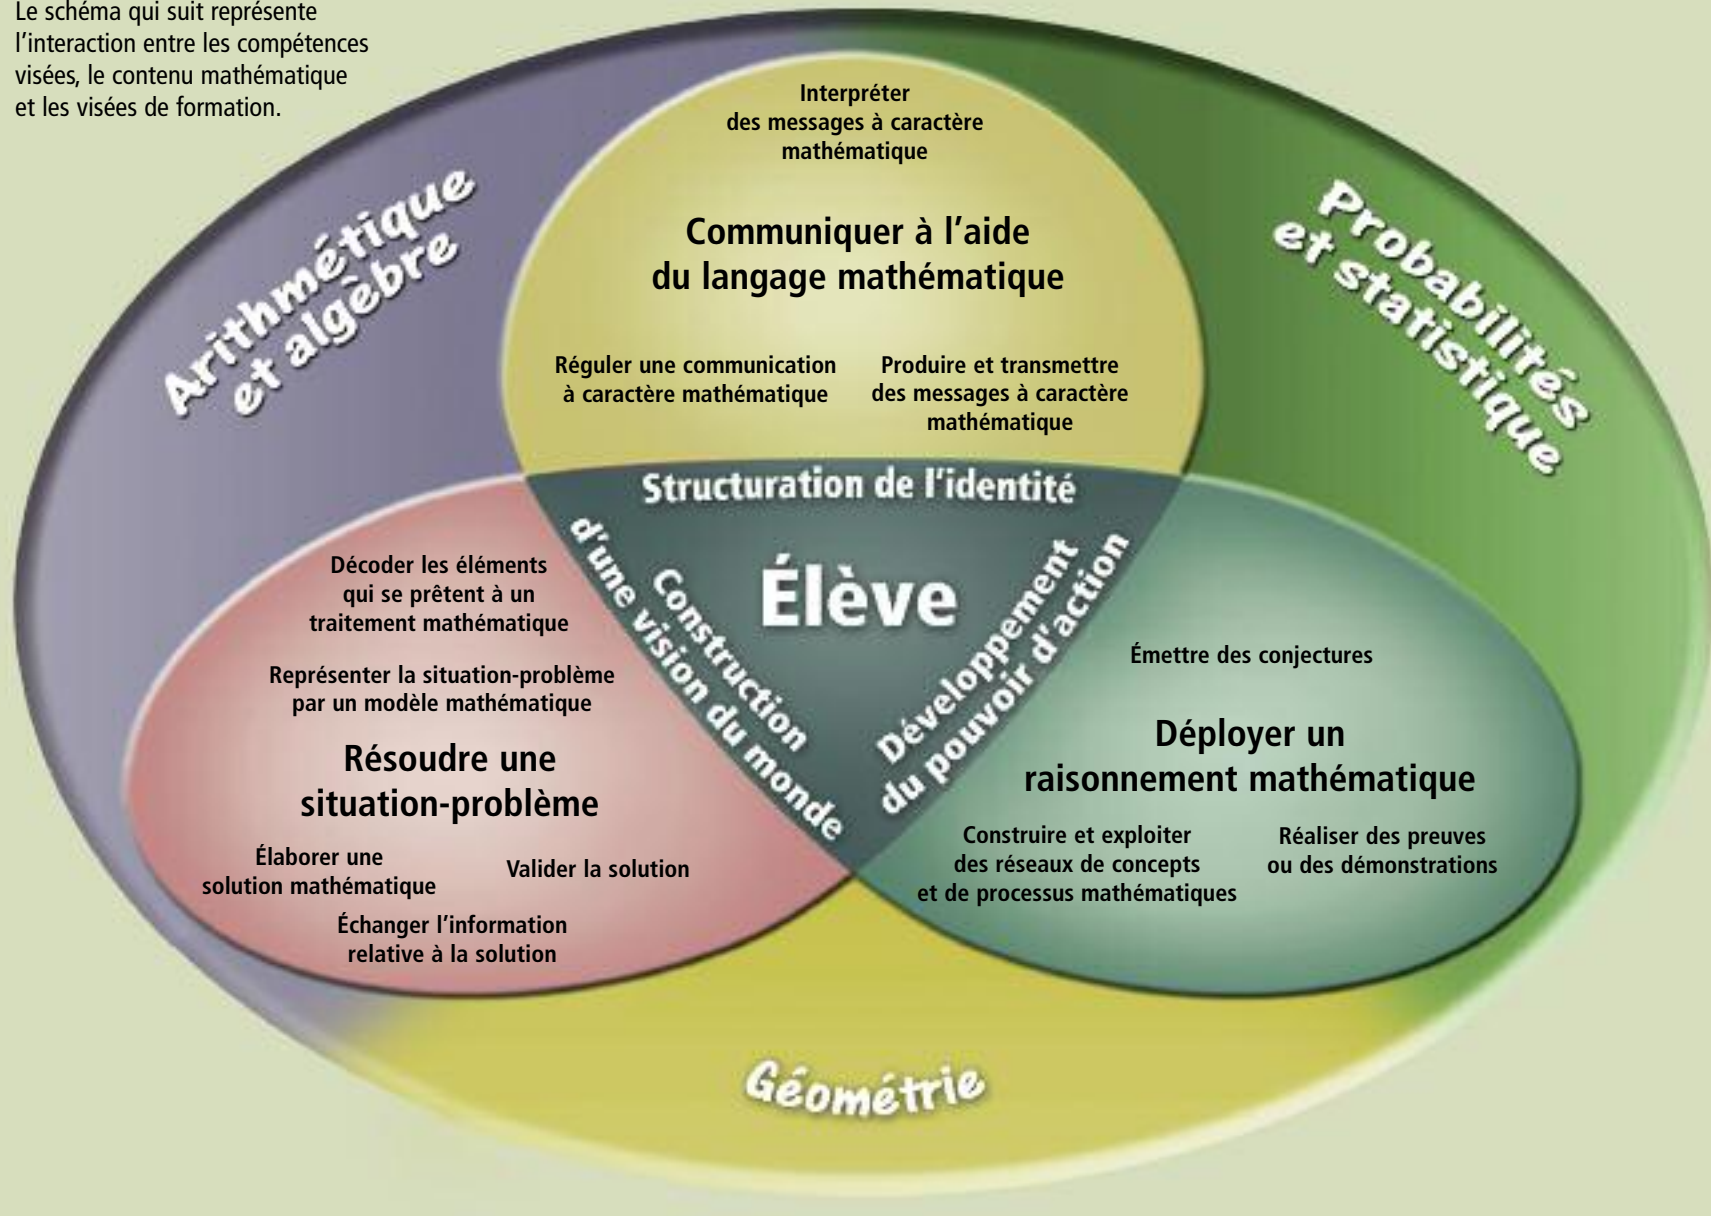 Le schéma qui suit représente
l'interaction entre les compétences
visées, le contenu mathématique
et les visées de formation.
Arithmétique
et algèbre
Probabilités
et statistique
Interpréter
des messages à caractère
mathématique
Communiquer à l'aide
du langage mathématique
Réguler une communication
à caractère mathématique
Produire et transmettre
des messages à caractère
mathématique
Structuration de l'identité
Élève
Construction
d'une vision du monde
Développement
du pouvoir d'action
Décoder les éléments
qui se prêtent à un
traitement mathématique
Représenter la situation-problème
par un modèle mathématique
Résoudre une
situation-problème
Élaborer une
solution mathématique
Valider la solution
Échanger l'information
relative à la solution
Émettre des conjectures
Déployer un
raisonnement mathématique
Construire et exploiter
des réseaux de concepts
et de processus mathématiques
Réaliser des preuves
ou des démonstrations
Géométrie